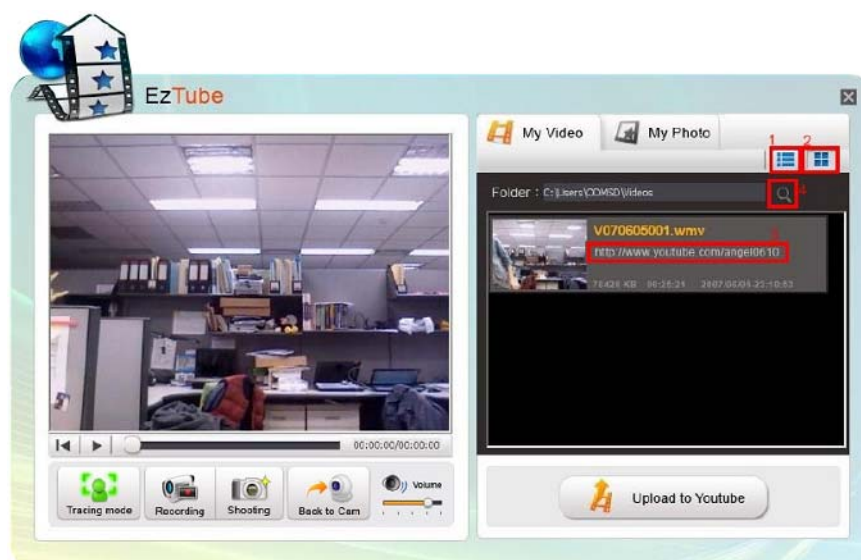 EzTube
My Video
My Photo
1 2
Folder : C:\Users\COMSD\Videos
4
V070605001.wmv
3
http://www.youtube.com/angel0610
00:00:00/00:00:00
Tracing mode
Recording
Shooting
Back to Cam
Volume
Upload to Youtube